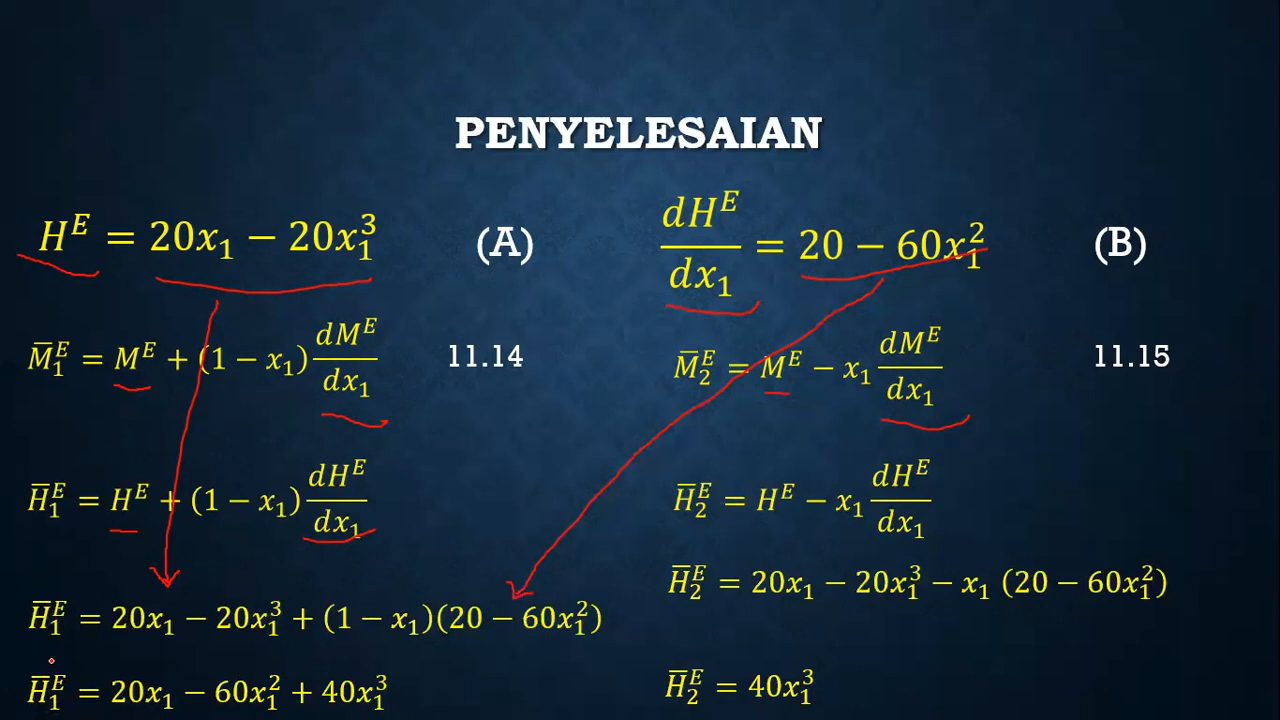 PENYELESAIAN
H^E = 20x₁ − 20x₁³ (A)
dH^E/dx₁ = 20 − 60x₁² (B)
M̄₁^E = M^E + (1 − x₁) dM^E/dx₁ 11.14
M̄₂^E = M^E − x₁ dM^E/dx₁ 11.15
H̄₁^E = H^E + (1 − x₁) dH^E/dx₁
H̄₂^E = H^E − x₁ dH^E/dx₁
H̄₂^E = 20x₁ − 20x₁³ − x₁ (20 − 60x₁²)
H̄₁^E = 20x₁ − 20x₁³ + (1 − x₁)(20 − 60x₁²)
H̄₁^E = 20x₁ − 60x₁² + 40x₁³
H̄₂^E = 40x₁³